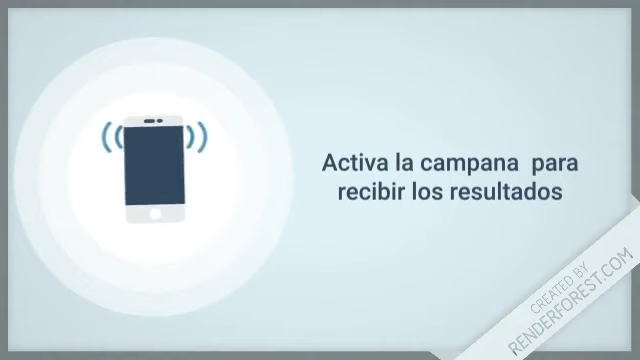 Activa la campana para
recibir los resultados
CREATED BY
RENDERFOREST.COM